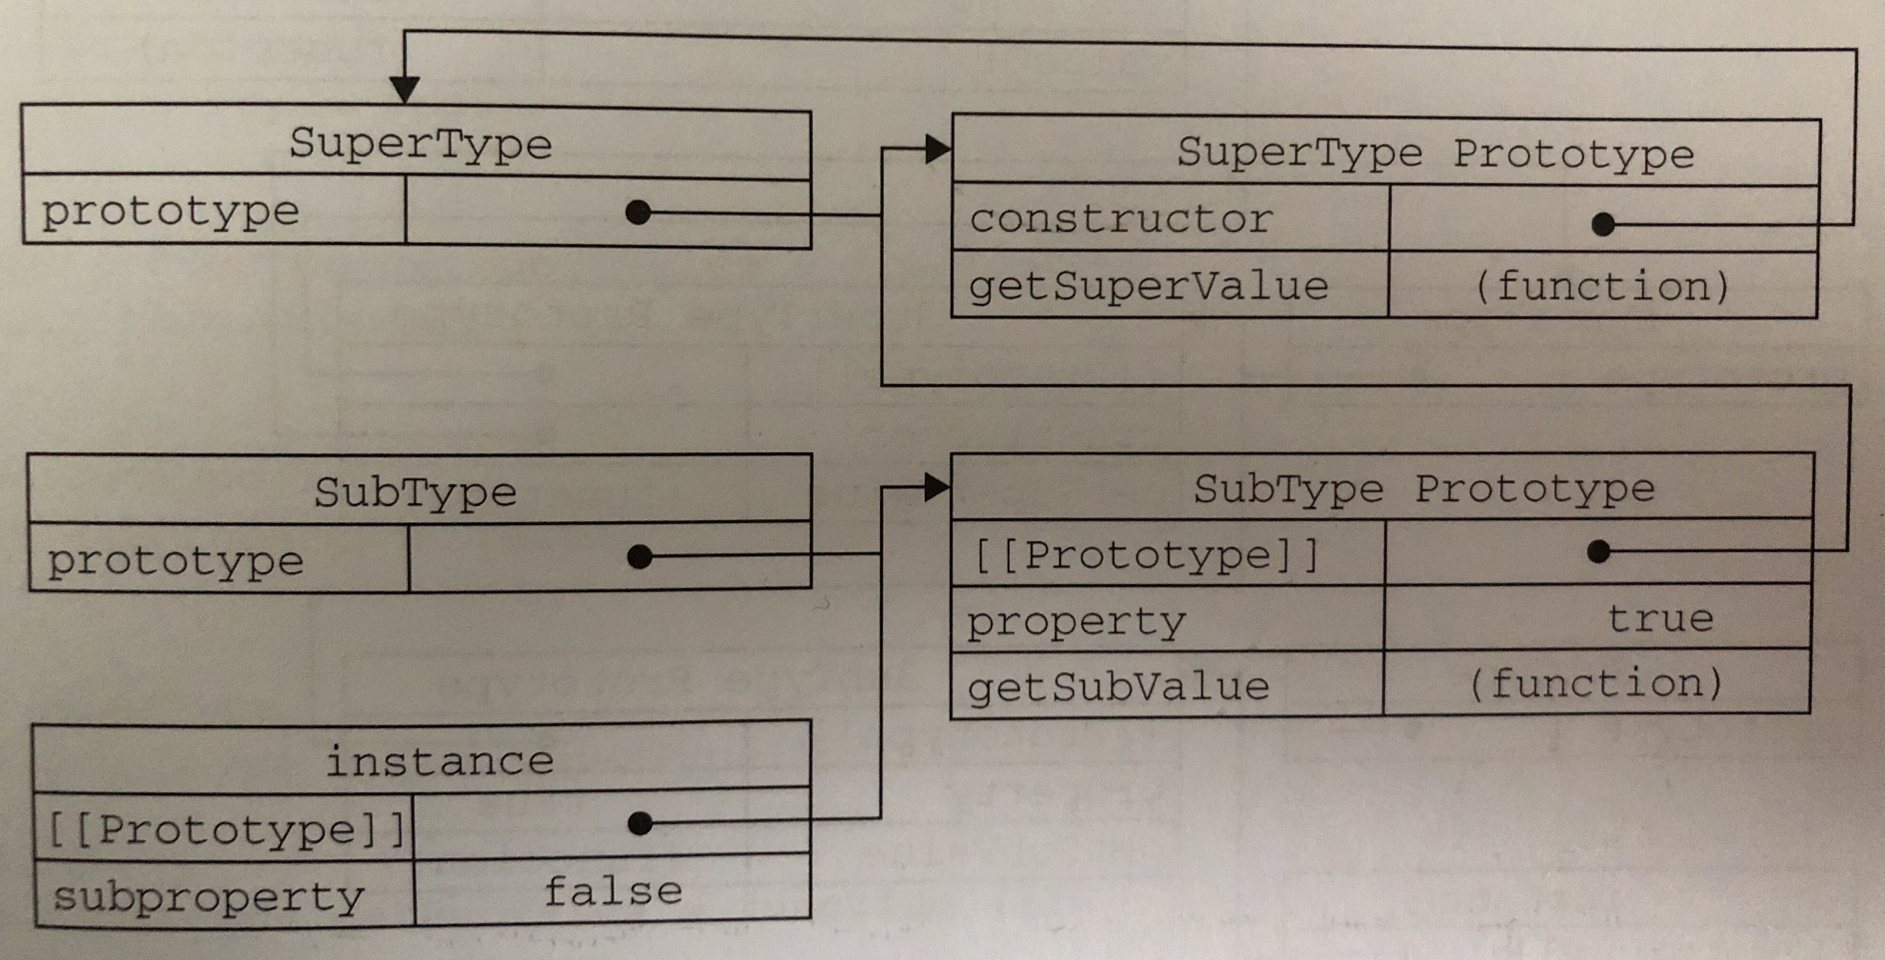 SuperType
prototype
SuperType Prototype
constructor
getSuperValue (function)
SubType
prototype
SubType Prototype
[[Prototype]]
property true
getSubValue (function)
instance
[[Prototype]]
subproperty false